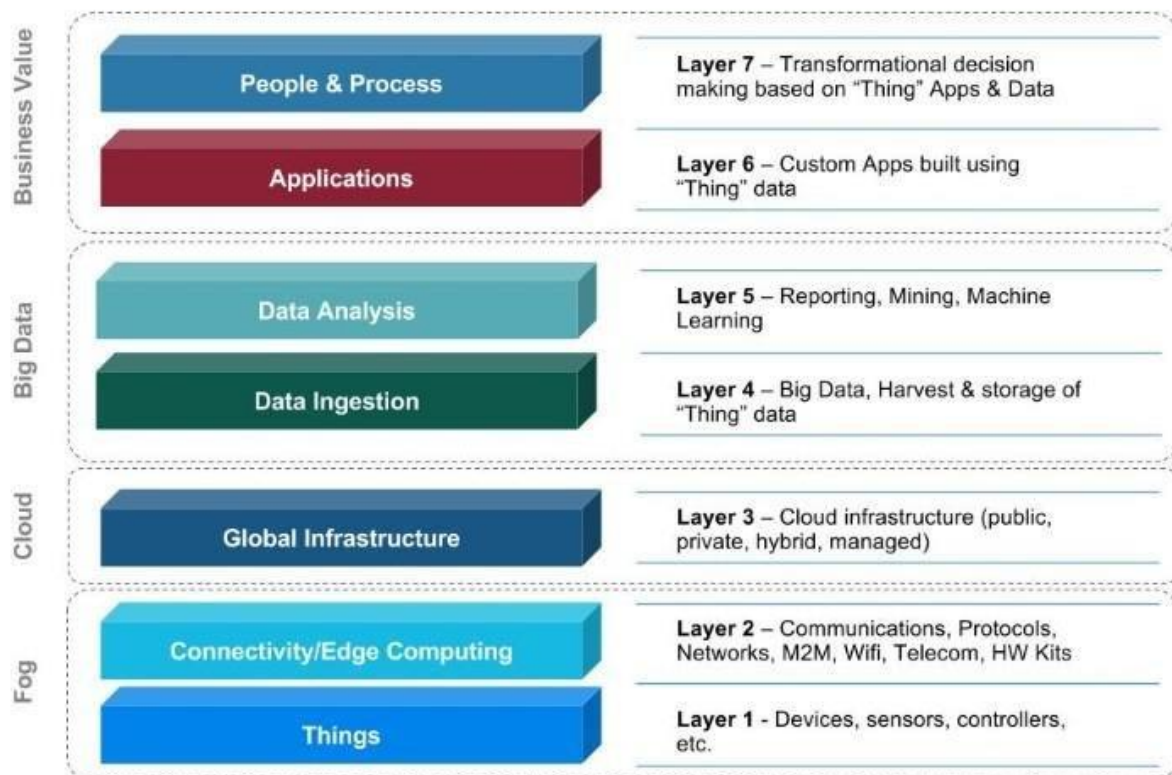 Business Value
People & Process
Layer 7 – Transformational decision
making based on “Thing” Apps & Data
Applications
Layer 6 – Custom Apps built using
“Thing” data
Big Data
Data Analysis
Layer 5 – Reporting, Mining, Machine
Learning
Data Ingestion
Layer 4 – Big Data, Harvest & storage of
“Thing” data
Cloud
Global Infrastructure
Layer 3 – Cloud infrastructure (public,
private, hybrid, managed)
Fog
Connectivity/Edge Computing
Layer 2 – Communications, Protocols,
Networks, M2M, Wifi, Telecom, HW Kits
Things
Layer 1 - Devices, sensors, controllers,
etc.